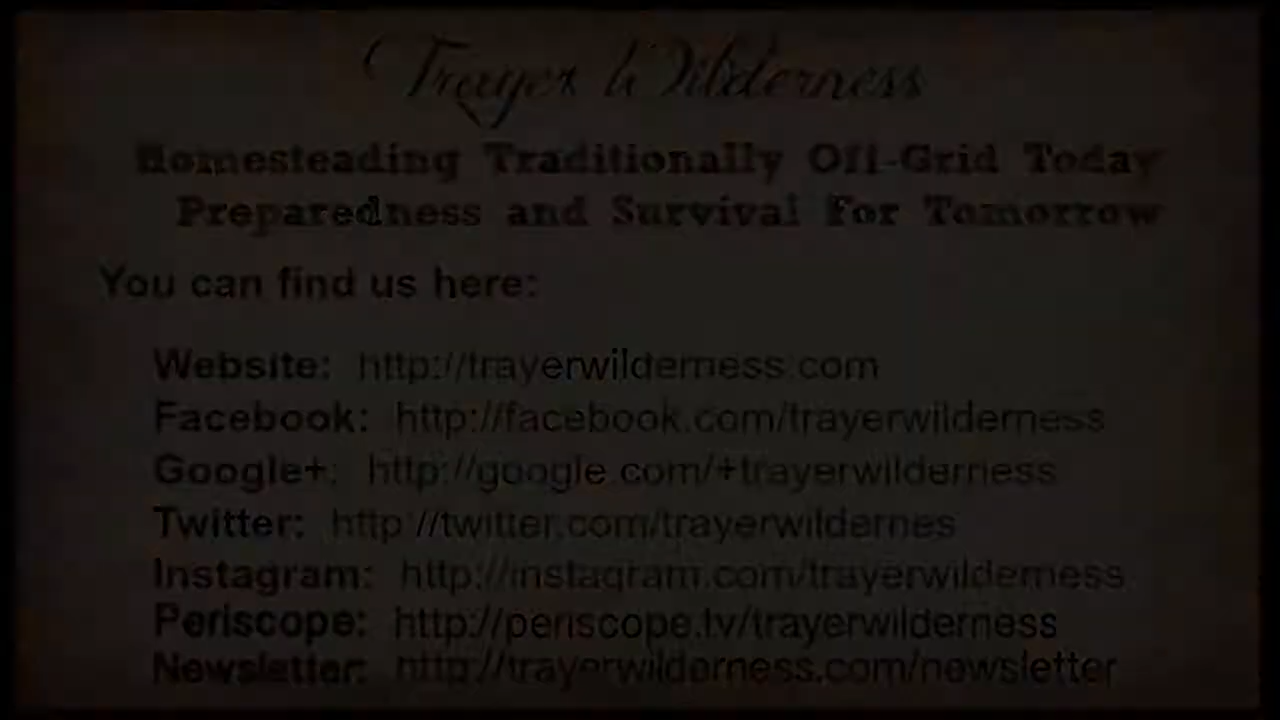 Trayer Wilderness
Homesteading Traditionally Off-Grid Today
Preparedness and Survival For Tomorrow
You can find us here:
Website: http://trayerwilderness.com
Facebook: http://facebook.com/trayerwilderness
Google+: http://google.com/+trayerwilderness
Twitter: http://twitter.com/trayerwildernes
Instagram: http://instagram.com/trayerwilderness
Periscope: http://periscope.tv/trayerwilderness
Newsletter: http://trayerwilderness.com/newsletter